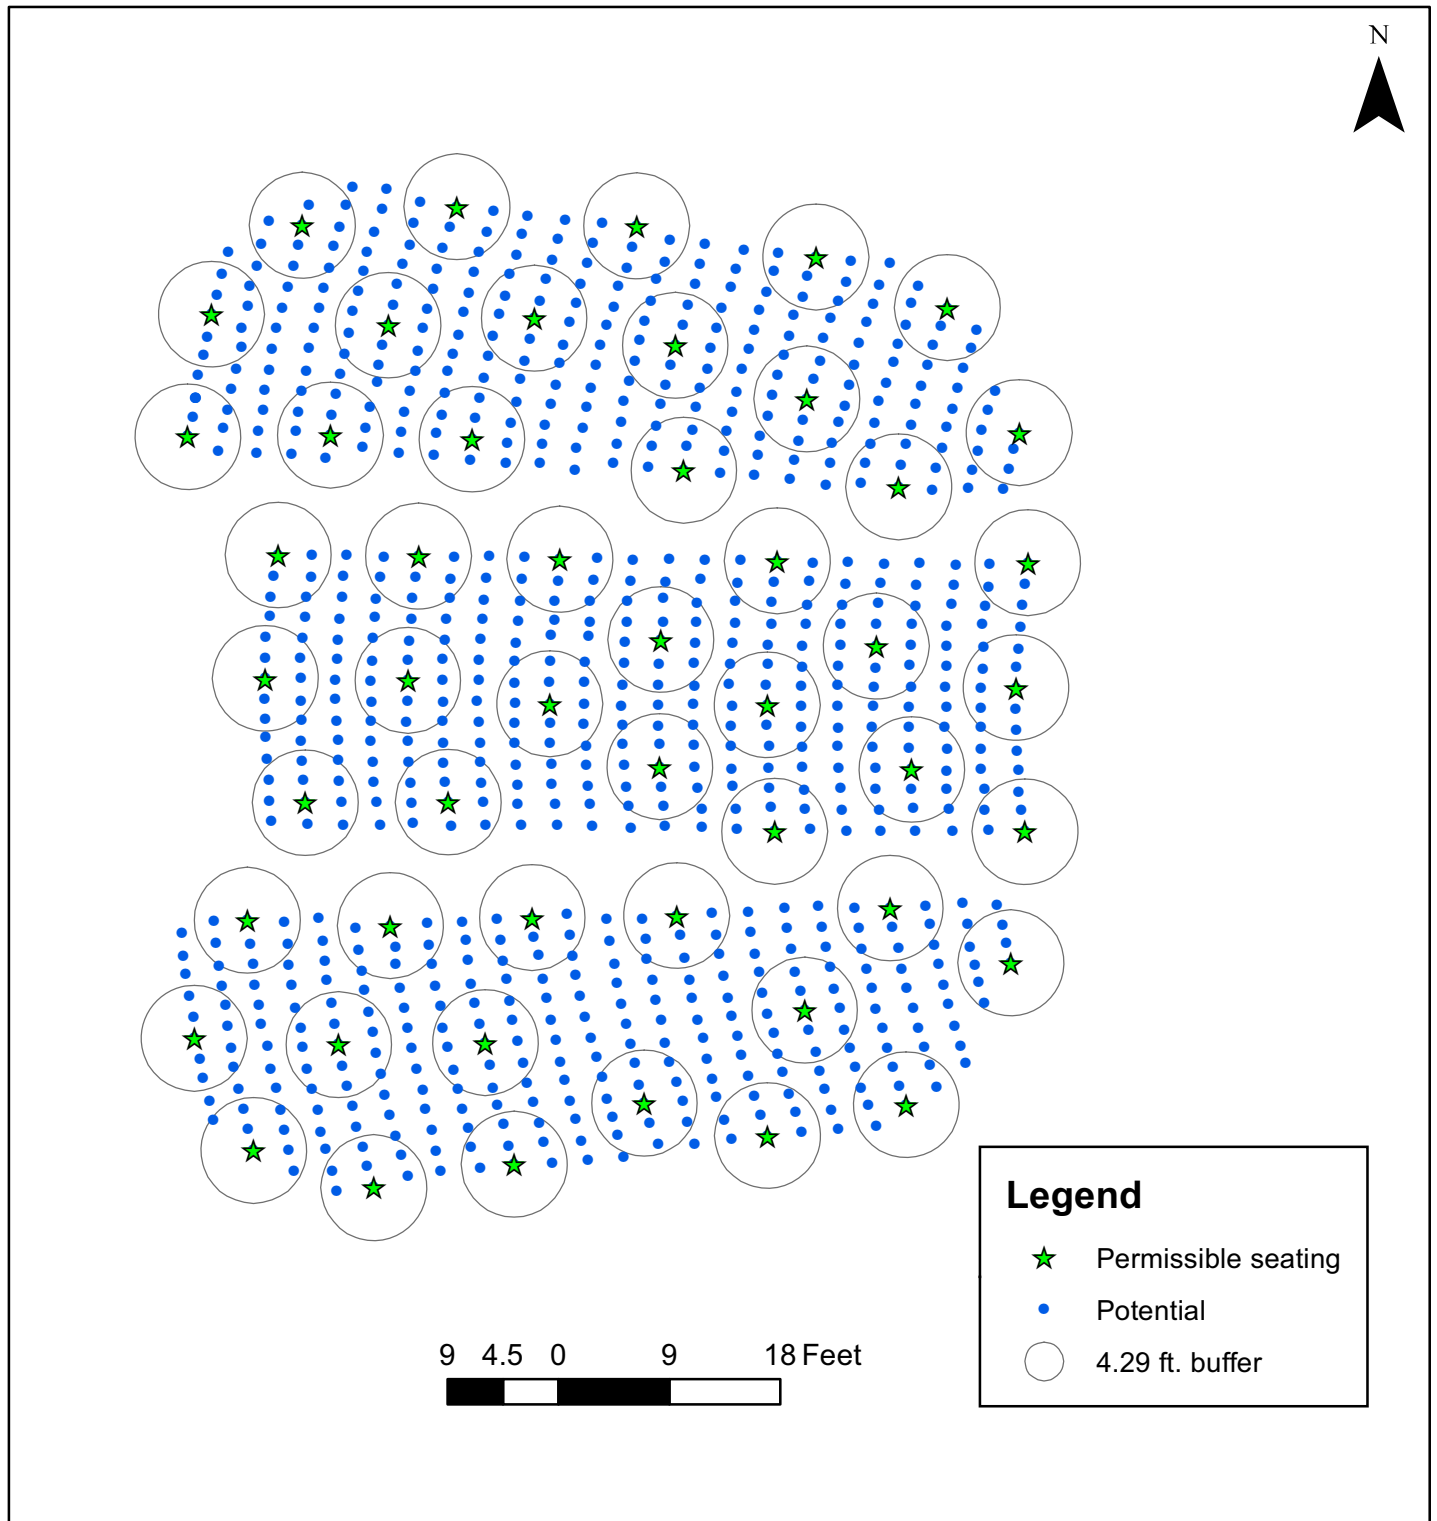 N
Legend
Permissible seating
Potential
4.29 ft. buffer
9 4.5 0 9 18 Feet